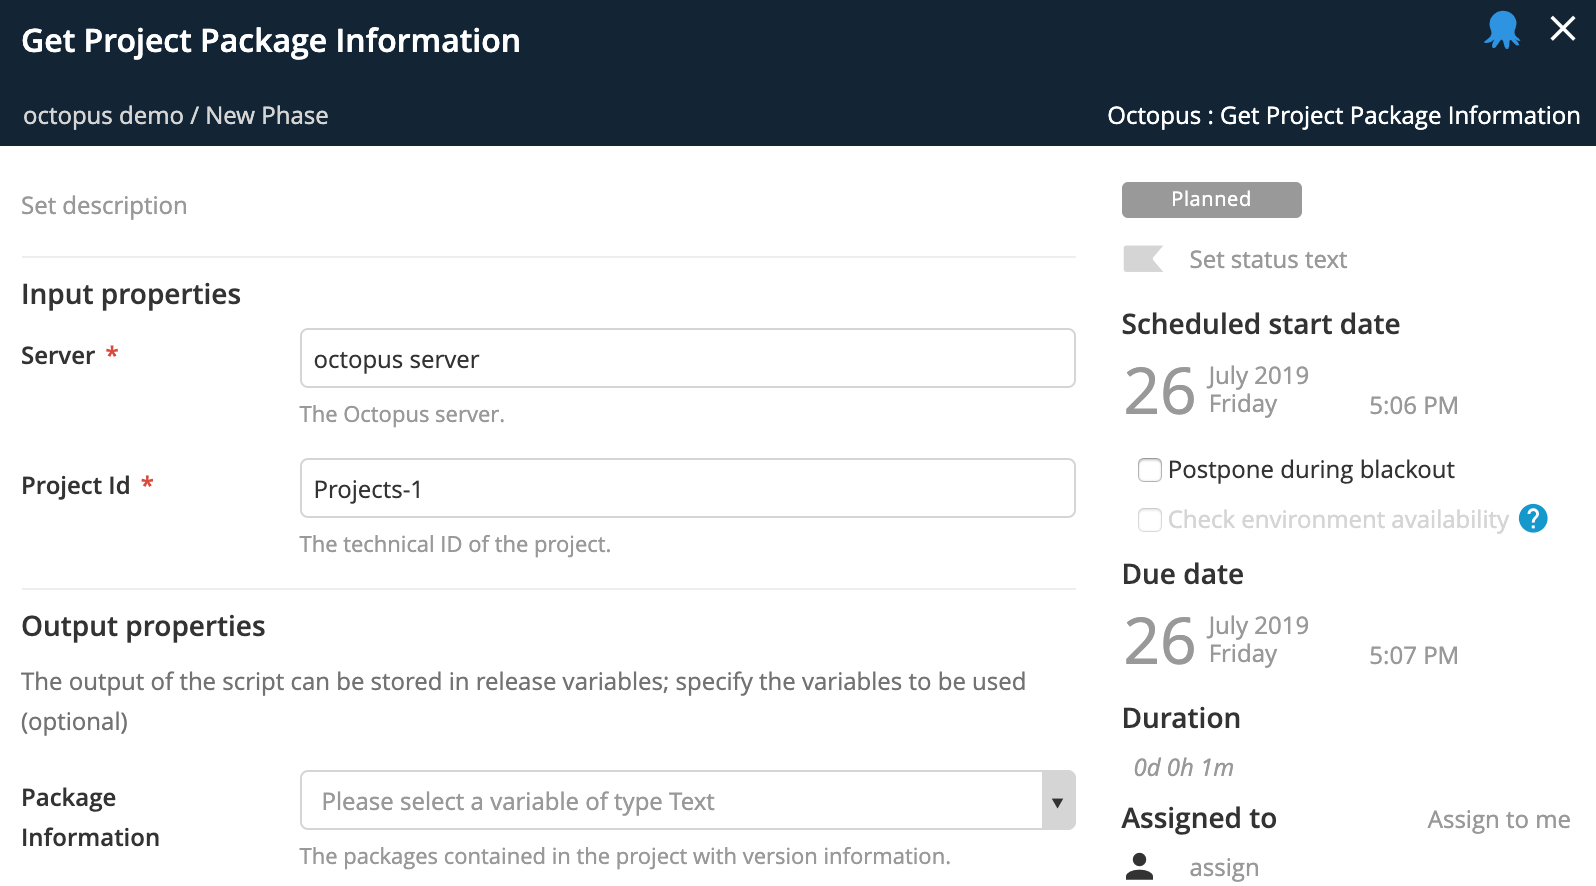 Get Project Package Information
octopus demo / New Phase
Octopus : Get Project Package Information
Set description
Input properties
Server *
octopus server
The Octopus server.
Project Id *
Projects-1
The technical ID of the project.
Output properties
The output of the script can be stored in release variables; specify the variables to be used
(optional)
Package
Information
Please select a variable of type Text
The packages contained in the project with version information.
Planned
Set status text
Scheduled start date
26 July 2019
Friday
5:06 PM
Postpone during blackout
Check environment availability ?
Due date
26 July 2019
Friday
5:07 PM
Duration
0d 0h 1m
Assigned to
Assign to me
assign